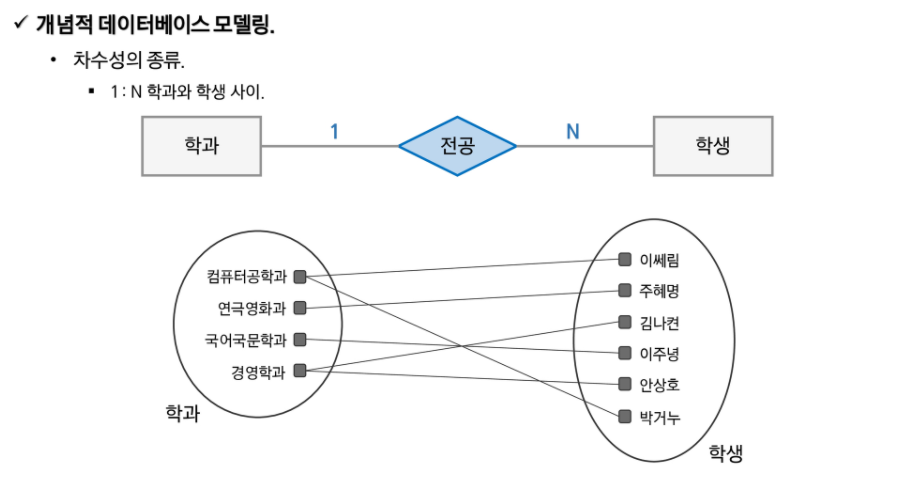 ✓ 개념적 데이터베이스 모델링.
• 차수성의 종류.
▪ 1 : N 학과와 학생 사이.
학과 1 전공 N 학생
컴퓨터공학과
연극영화과
국어국문학과
경영학과
학과
이쎄림
주혜명
김나켠
이주녕
안상호
박거누
학생